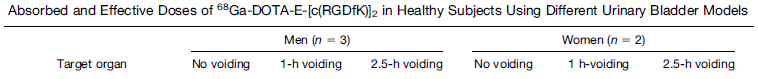 Absorbed and Effective Doses of ⁶⁸Ga-DOTA-E-[c(RGDfK)]₂ in Healthy Subjects Using Different Urinary Bladder Models
Men (n = 3) Women (n = 2)
Target organ No voiding 1-h voiding 2.5-h voiding No voiding 1 h-voiding 2.5-h voiding